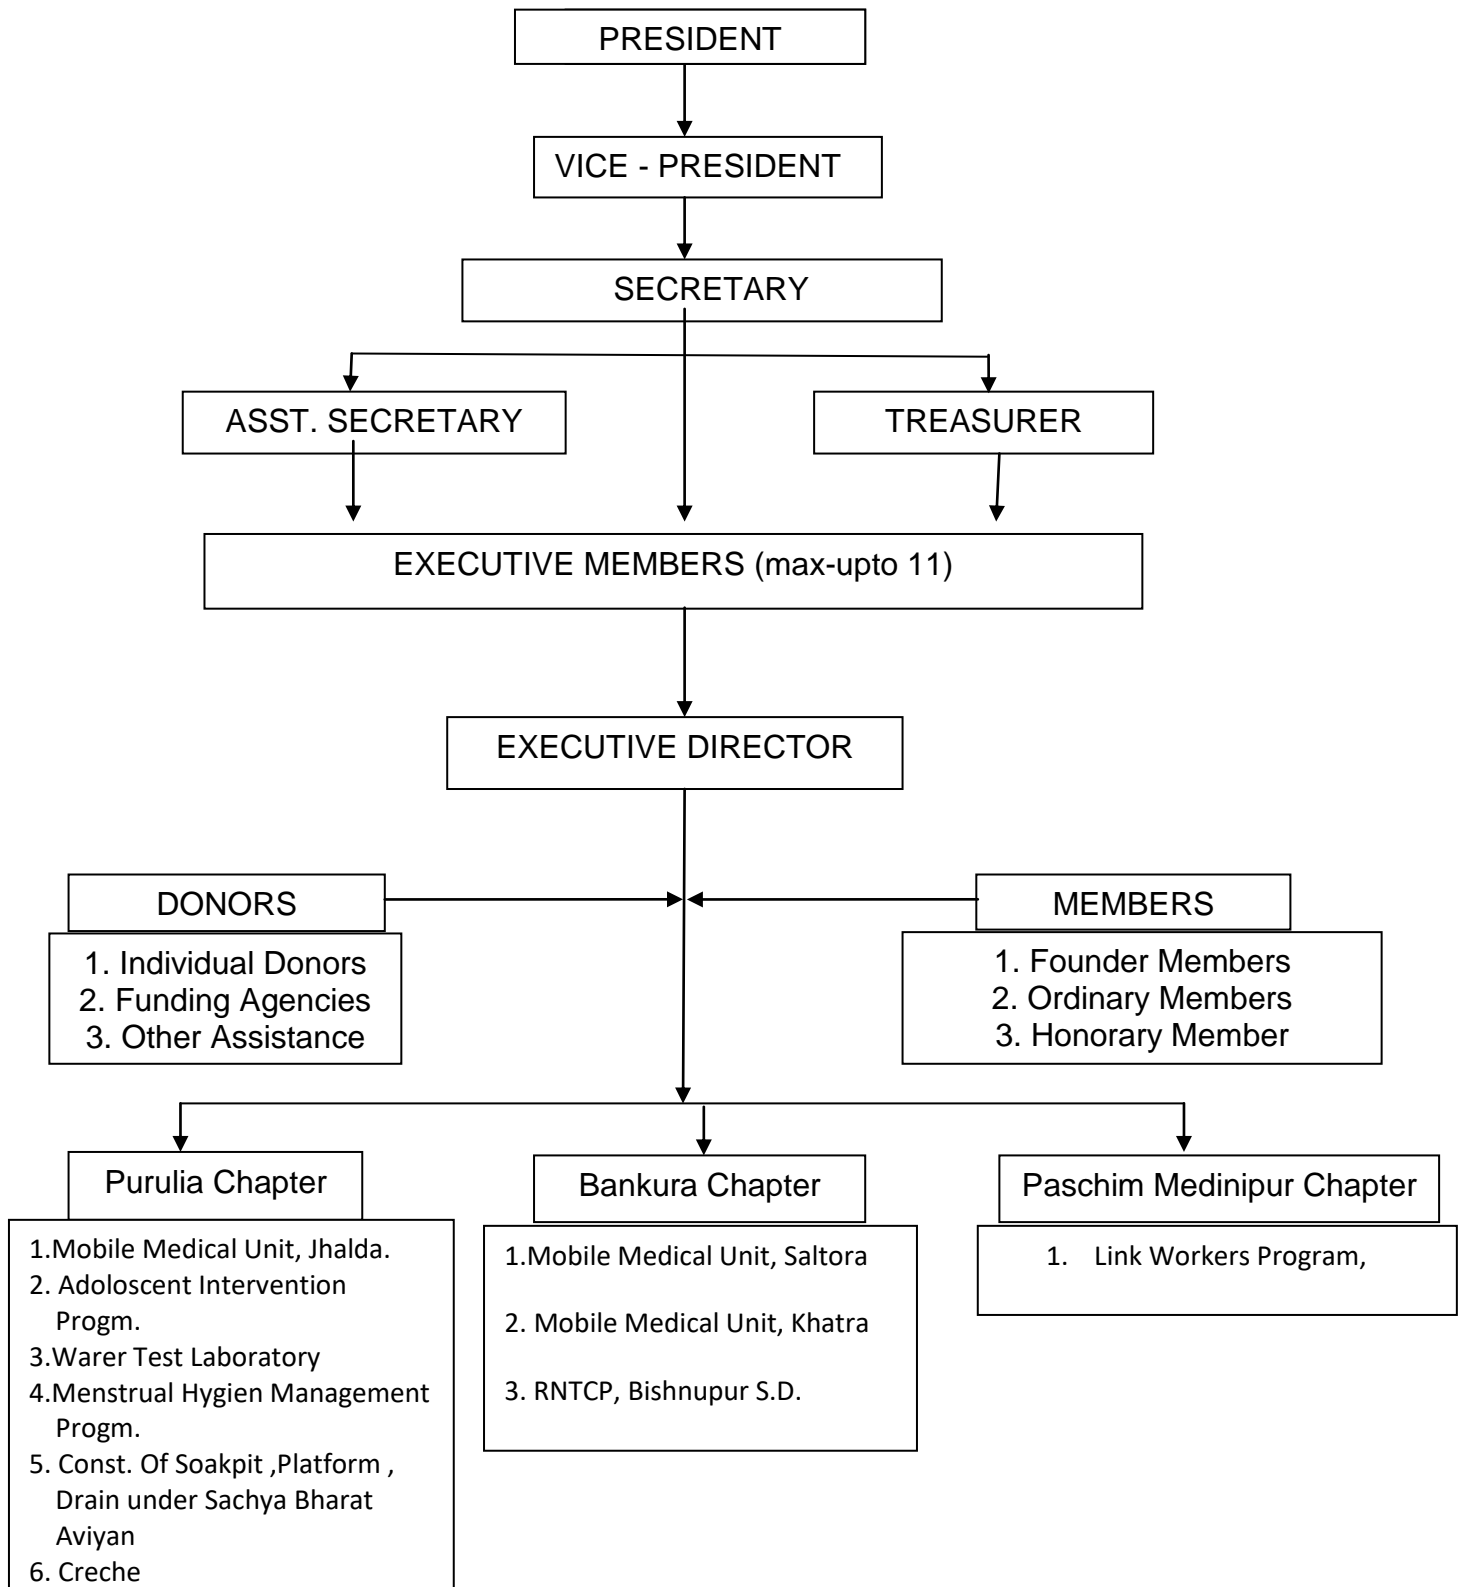 PRESIDENT
VICE - PRESIDENT
SECRETARY
ASST. SECRETARY
TREASURER
EXECUTIVE MEMBERS (max-upto 11)
EXECUTIVE DIRECTOR
DONORS
1. Individual Donors
2. Funding Agencies
3. Other Assistance
MEMBERS
1. Founder Members
2. Ordinary Members
3. Honorary Member
Purulia Chapter
1.Mobile Medical Unit, Jhalda.
2. Adoloscent Intervention
Progm.
3.Warer Test Laboratory
4.Menstrual Hygien Management
Progm.
5. Const. Of Soakpit ,Platform ,
Drain under Sachya Bharat
Aviyan
6. Creche
Bankura Chapter
1.Mobile Medical Unit, Saltora
2. Mobile Medical Unit, Khatra
3. RNTCP, Bishnupur S.D.
Paschim Medinipur Chapter
1. Link Workers Program,